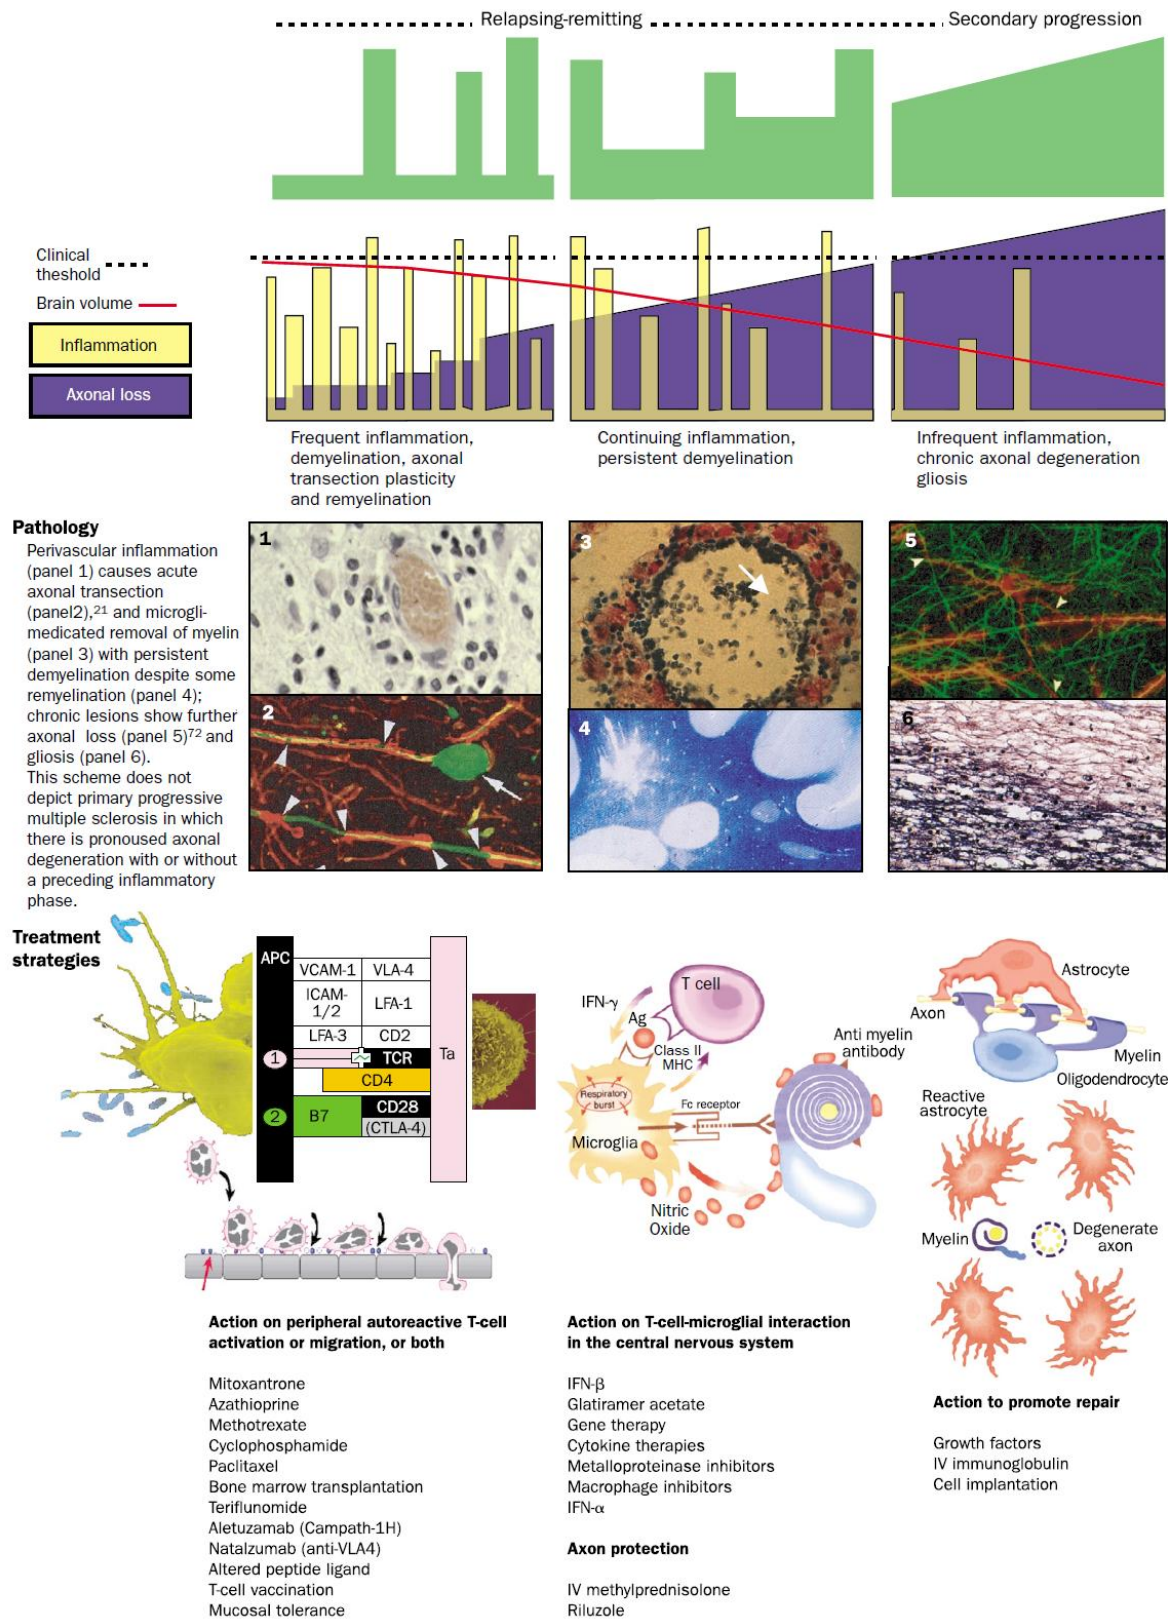 Relapsing-remitting
Secondary progression
Clinical
theshold
Brain volume
Inflammation
Axonal loss
Frequent inflammation,
demyelination, axonal
transection plasticity
and remyelination
Continuing inflammation,
persistent demyelination
Infrequent inflammation,
chronic axonal degeneration
gliosis
Pathology
Perivascular inflammation
(panel 1) causes acute
axonal transection
(panel2),21 and microgli-
medicated removal of myelin
(panel 3) with persistent
demyelination despite some
remyelination (panel 4);
chronic lesions show further
axonal loss (panel 5)72 and
gliosis (panel 6).
This scheme does not
depict primary progressive
multiple sclerosis in which
there is pronoused axonal
degeneration with or without
a preceding inflammatory
phase.
1
2
3
4
5
6
Treatment
strategies
APC
VCAM-1 VLA-4
ICAM-
1/2
LFA-1
LFA-3 CD2
1
TCR
CD4
2
B7
CD28
(CTLA-4)
Ta
T cell
IFN-γ
Ag
Class II
MHC
Respiratory
burst
Microglia
Fc receptor
Anti myelin
antibody
Nitric
Oxide
Astrocyte
Axon
Myelin
Oligodendrocyte
Reactive
astrocyte
Myelin
Degenerate
axon
Action on peripheral autoreactive T-cell
activation or migration, or both
Mitoxantrone
Azathioprine
Methotrexate
Cyclophosphamide
Paclitaxel
Bone marrow transplantation
Teriflunomide
Aletuzamab (Campath-1H)
Natalzumab (anti-VLA4)
Altered peptide ligand
T-cell vaccination
Mucosal tolerance
Action on T-cell-microglial interaction
in the central nervous system
IFN-β
Glatiramer acetate
Gene therapy
Cytokine therapies
Metalloproteinase inhibitors
Macrophage inhibitors
IFN-α
Axon protection
IV methylprednisolone
Riluzole
Action to promote repair
Growth factors
IV immunoglobulin
Cell implantation